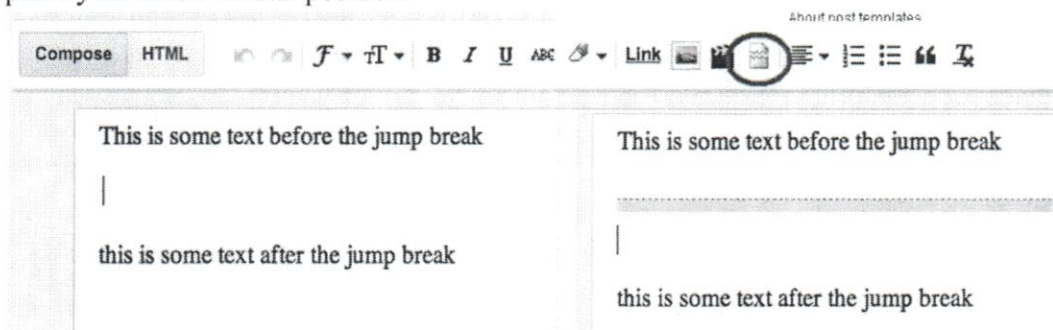 About post templates
Compose HTML F T B I U ABC Link T
This is some text before the jump break
this is some text after the jump break
This is some text before the jump break
this is some text after the jump break